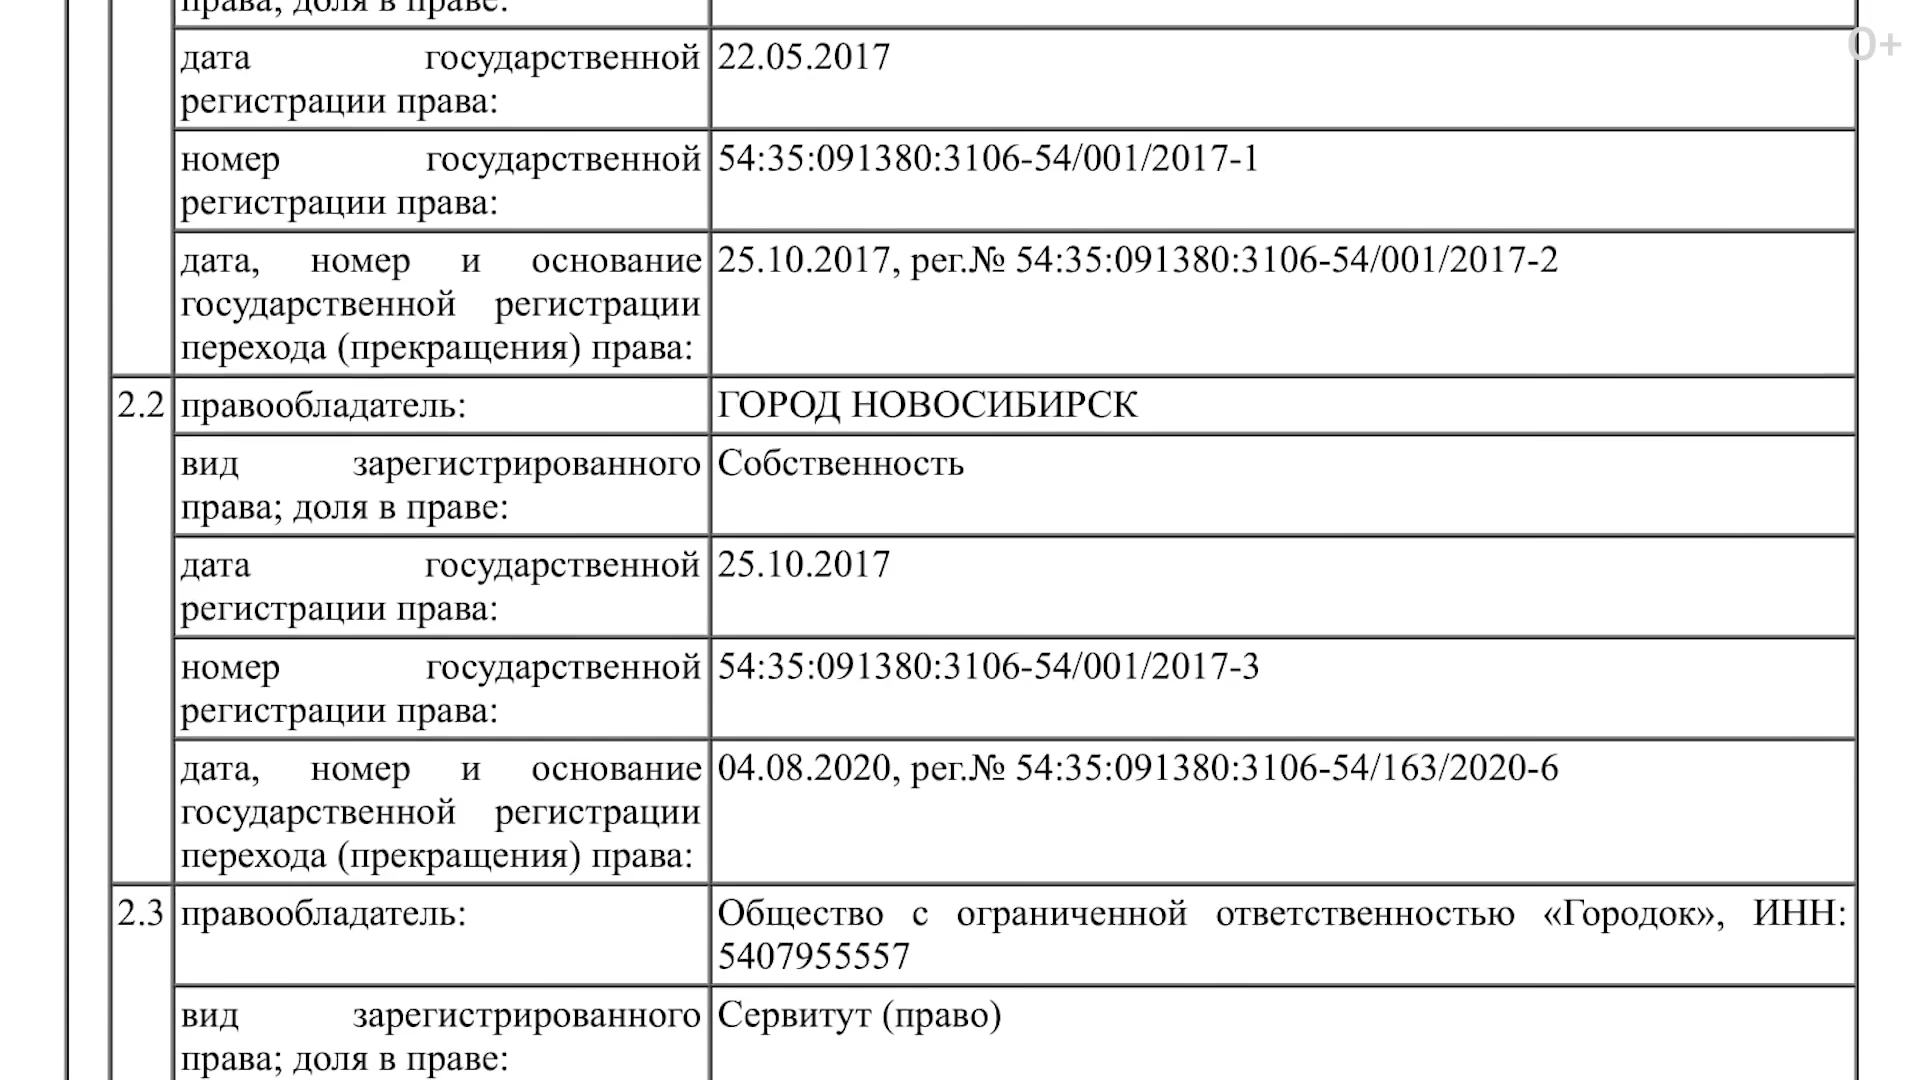 права; доля в праве:
0+
дата государственной 22.05.2017
регистрации права:
номер государственной 54:35:091380:3106-54/001/2017-1
регистрации права:
дата, номер и основание 25.10.2017, рег.№ 54:35:091380:3106-54/001/2017-2
государственной регистрации
перехода (прекращения) права:
2.2 правообладатель: ГОРОД НОВОСИБИРСК
вид зарегистрированного Собственность
права; доля в праве:
дата государственной 25.10.2017
регистрации права:
номер государственной 54:35:091380:3106-54/001/2017-3
регистрации права:
дата, номер и основание 04.08.2020, рег.№ 54:35:091380:3106-54/163/2020-6
государственной регистрации
перехода (прекращения) права:
2.3 правообладатель: Общество с ограниченной ответственностью «Городок», ИНН:
5407955557
вид зарегистрированного Сервитут (право)
права; доля в праве: